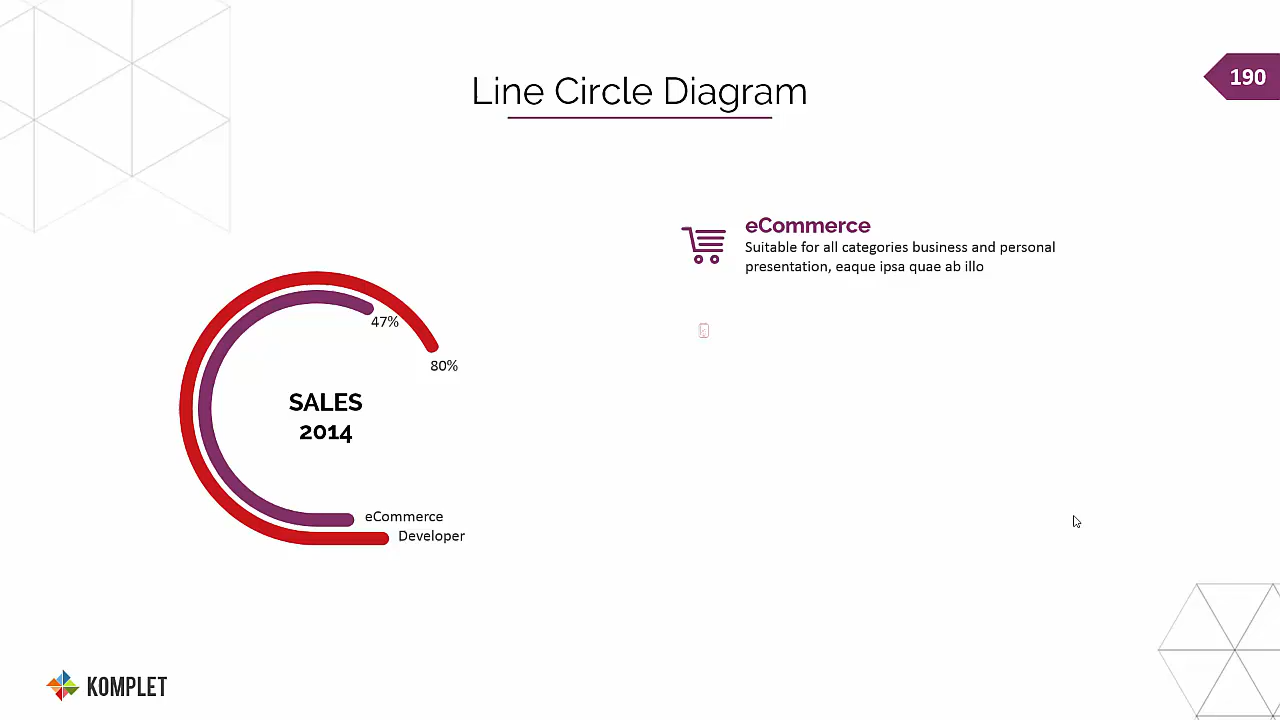 Line Circle Diagram
190
eCommerce
Suitable for all categories business and personal
presentation, eaque ipsa quae ab illo
47%
80%
SALES
2014
eCommerce
Developer
KOMPLET